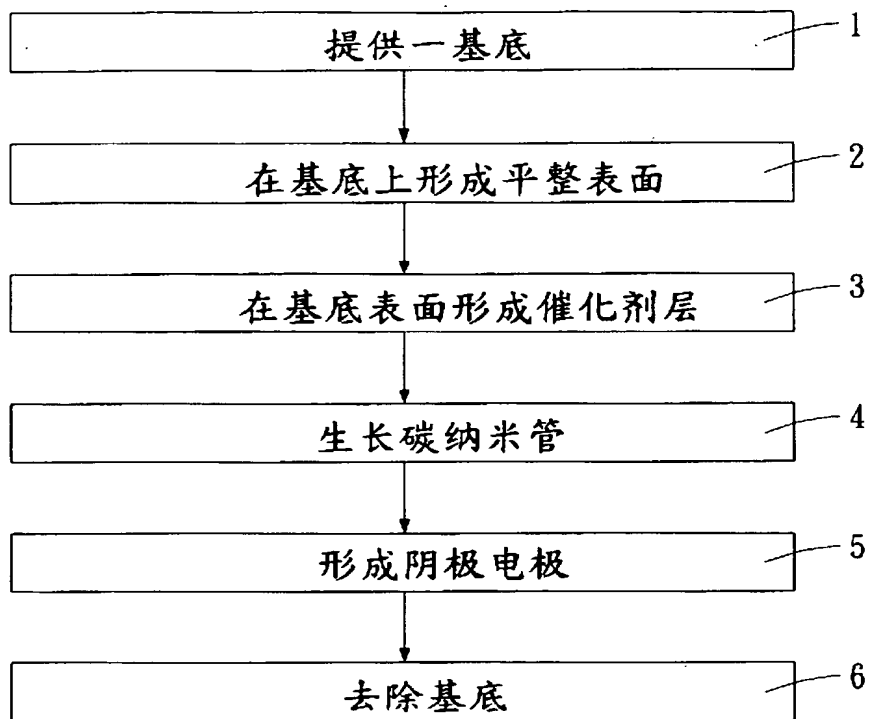 提供一基底 1
在基底上形成平整表面 2
在基底表面形成催化剂层 3
生长碳纳米管 4
形成阴极电极 5
去除基底 6